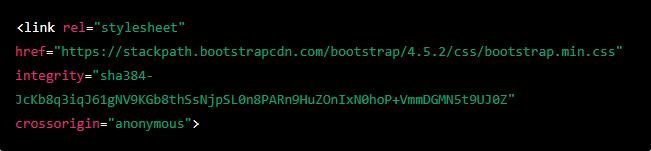 <link rel="stylesheet"
href="https://stackpath.bootstrapcdn.com/bootstrap/4.5.2/css/bootstrap.min.css"
integrity="sha384-
JcKb8q3iqJ61gNV9KGb8thSsNjpSL0n8PARn9HuZOnIxN0hoP+VmmDGMN5t9UJ0Z"
crossorigin="anonymous">